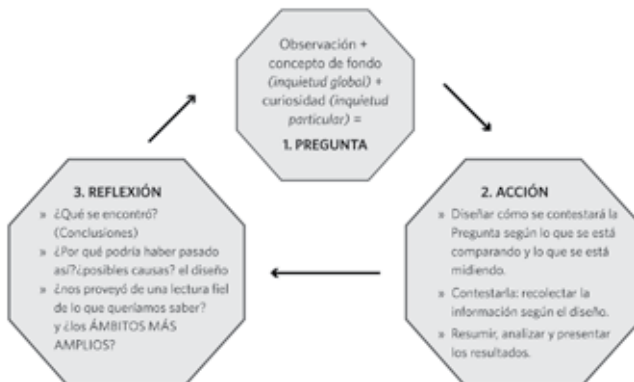 Observación +
concepto de fondo
(inquietud global) +
curiosidad (inquietud
particular) =
1. PREGUNTA
2. ACCIÓN
» Diseñar cómo se contestará la
Pregunta según lo que se está
comparando y lo que se está
midiendo.
» Contestarla: recolectar la
información según el diseño.
» Resumir, analizar y presentar
los resultados.
3. REFLEXIÓN
» ¿Qué se encontró?
(Conclusiones)
» ¿Por qué podría haber pasado
así?¿posibles causas? el diseño
» ¿nos proveyó de una lectura fiel
de lo que queríamos saber?
y ¿los ÁMBITOS MÁS
AMPLIOS?